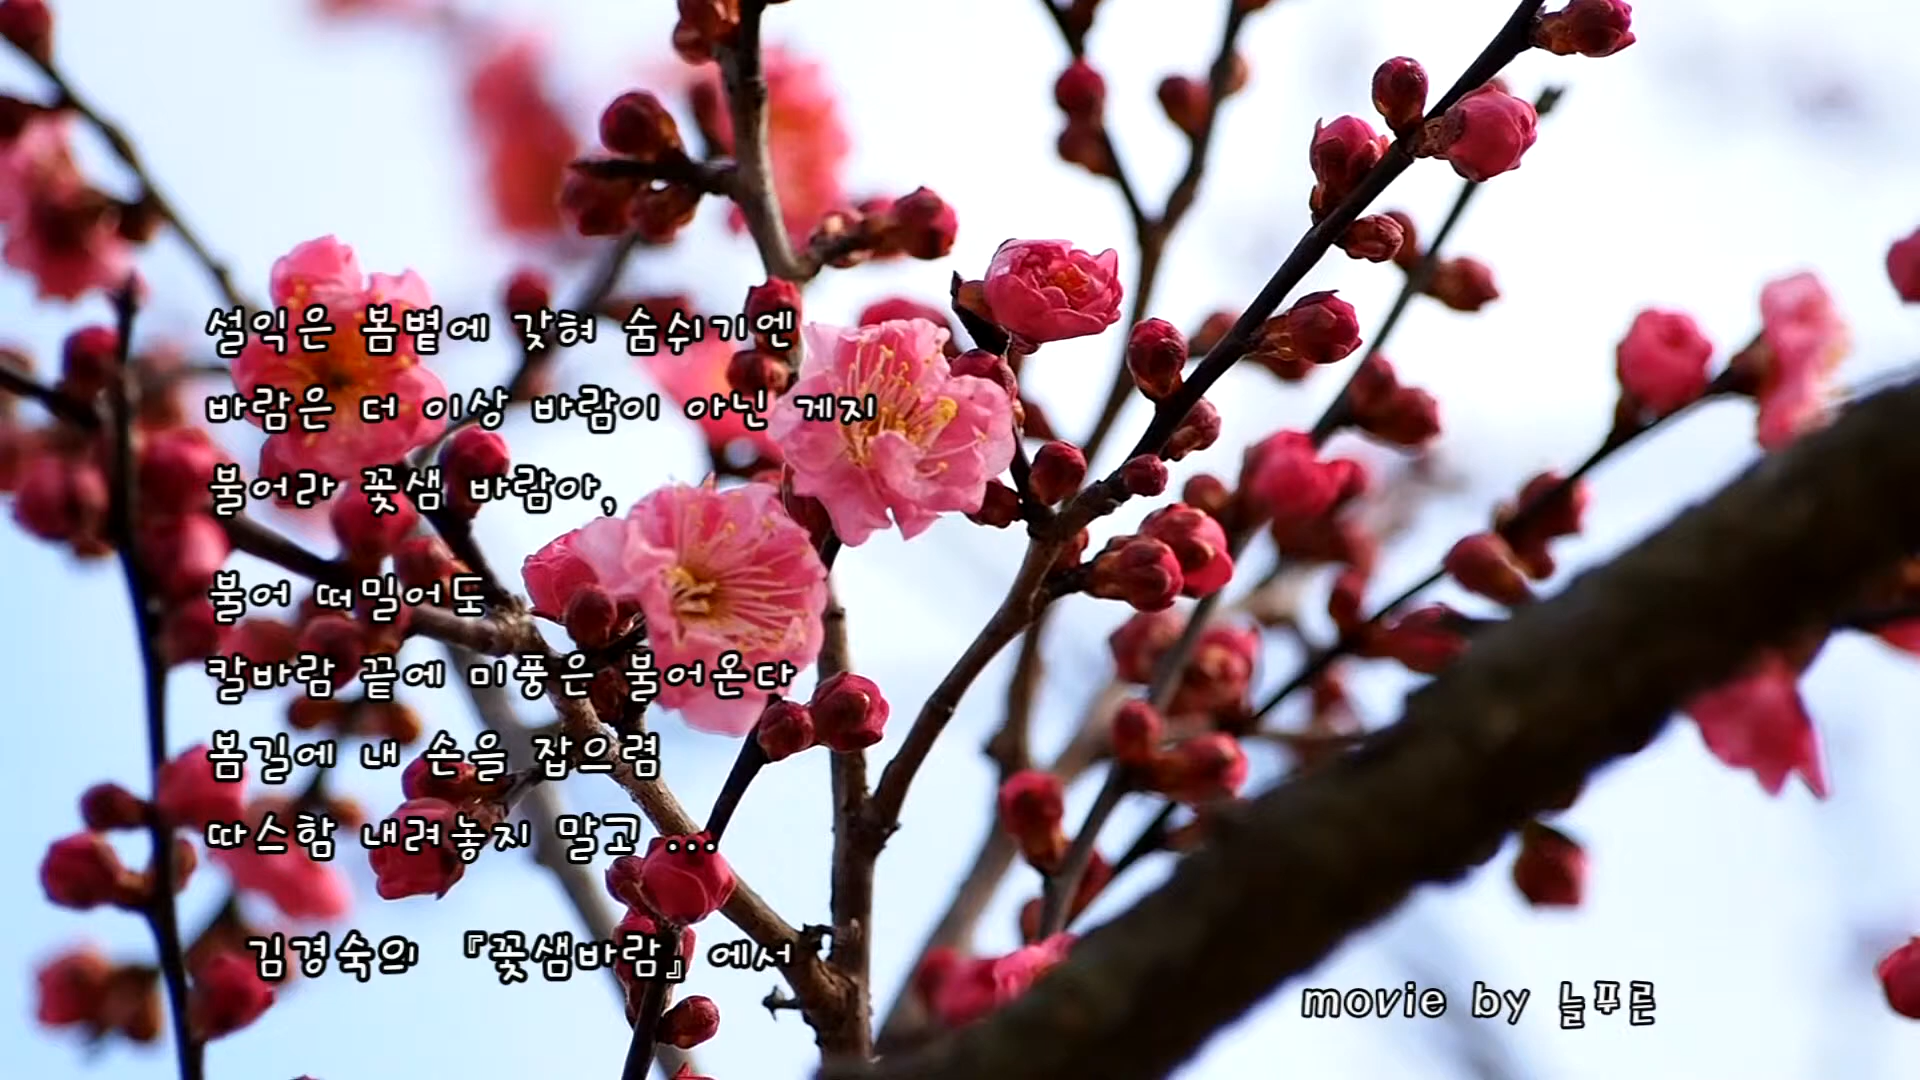 설익은 봄볕에 갖혀 숨쉬기엔
바람은 더 이상 바람이 아닌 게지
불어라 꽃샘 바람아,
불어 떠밀어도
칼바람 끝에 미풍은 불어온다
봄길에 내 손을 잡으렴
따스함 내려놓지 말고 ...
김경숙의 『꽃샘바람』에서
movie by 늘푸른